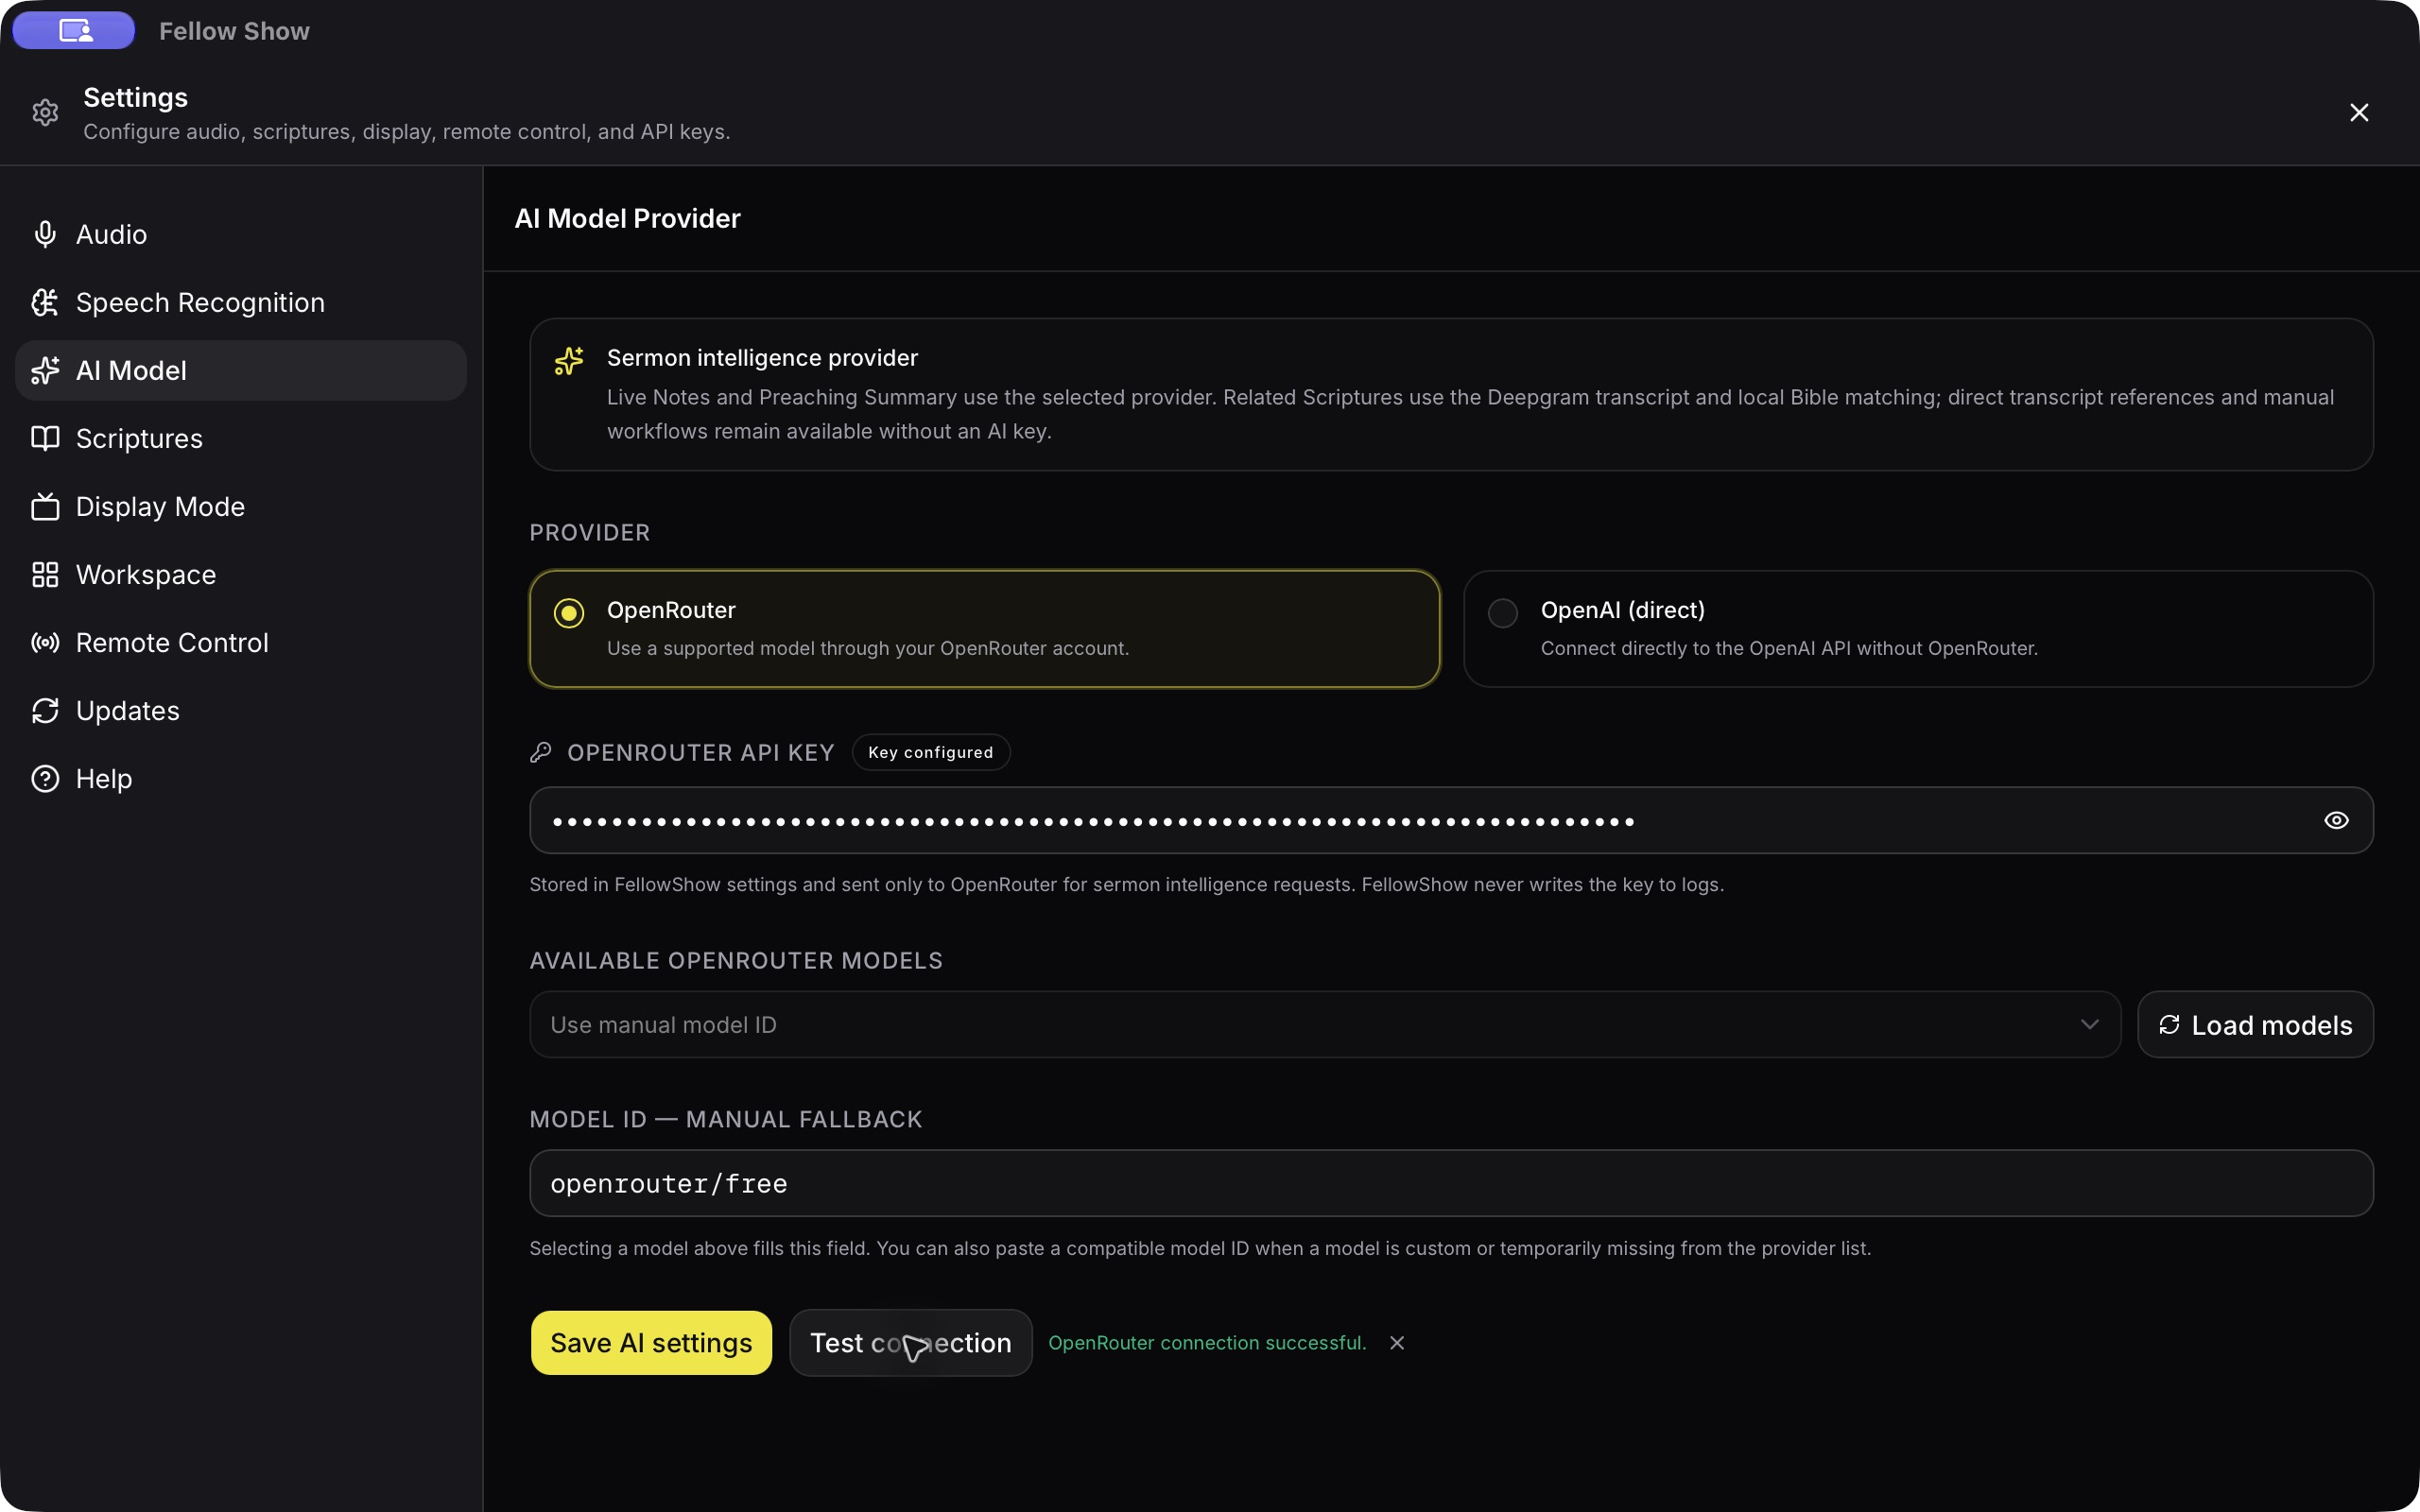 Fellow Show
Settings
Configure audio, scriptures, display, remote control, and API keys.
Audio
Speech Recognition
AI Model
Scriptures
Display Mode
Workspace
Remote Control
Updates
Help
AI Model Provider
Sermon intelligence provider
Live Notes and Preaching Summary use the selected provider. Related Scriptures use the Deepgram transcript and local Bible matching; direct transcript references and manual
workflows remain available without an AI key.
PROVIDER
OpenRouter
Use a supported model through your OpenRouter account.
OpenAI (direct)
Connect directly to the OpenAI API without OpenRouter.
OPENROUTER API KEY
Key configured
Stored in FellowShow settings and sent only to OpenRouter for sermon intelligence requests. FellowShow never writes the key to logs.
AVAILABLE OPENROUTER MODELS
Use manual model ID
Load models
MODEL ID — MANUAL FALLBACK
openrouter/free
Selecting a model above fills this field. You can also paste a compatible model ID when a model is custom or temporarily missing from the provider list.
Save AI settings
Test connection
OpenRouter connection successful.